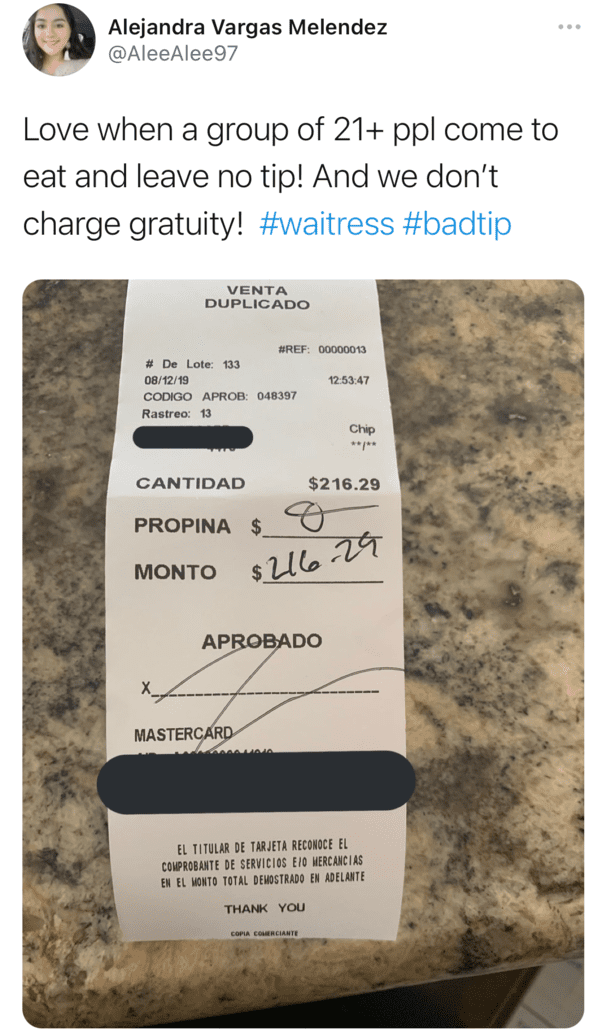 Alejandra Vargas Melendez
@AleeAlee97
Love when a group of 21+ ppl come to
eat and leave no tip! And we don’t
charge gratuity! #waitress #badtip
VENTA
DUPLICADO
#REF: 00000013
# De Lote: 133
08/12/19 12:53:47
CODIGO APROB: 048397
Rastreo: 13
Chip
**/**
CANTIDAD $216.29
PROPINA $ 0
MONTO $ 216.29
APROBADO
X
MASTERCARD
EL TITULAR DE TARJETA RECONOCE EL
COMPROBANTE DE SERVICIOS E/O MERCANCIAS
EN EL MONTO TOTAL DEMOSTRADO EN ADELANTE
THANK YOU
COPIA COMERCIANTE